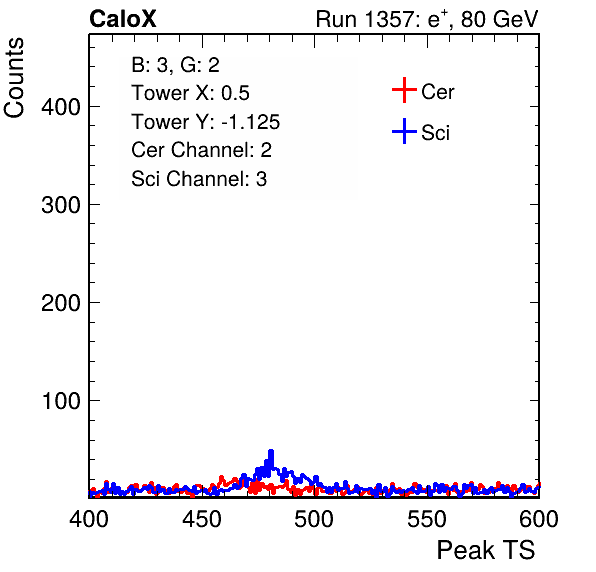 CaloX Run 1357: e⁺, 80 GeV
Counts
B: 3, G: 2
Tower X: 0.5
Tower Y: -1.125
Cer Channel: 2
Sci Channel: 3
Cer
Sci
400
300
200
100
400 450 500 550 600
Peak TS